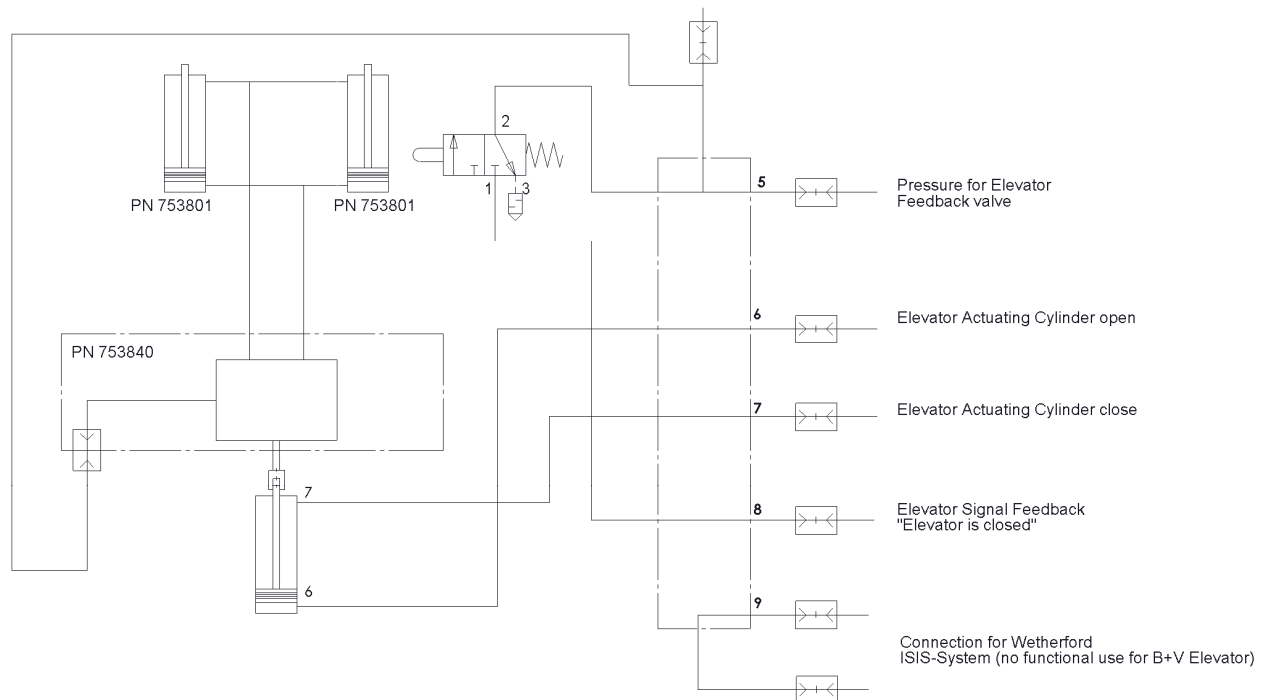 2
1
3
PN 753801
PN 753801
5
Pressure for Elevator
Feedback valve
6
Elevator Actuating Cylinder open
PN 753840
7
Elevator Actuating Cylinder close
7
8
Elevator Signal Feedback
"Elevator is closed"
6
9
Connection for Wetherford
ISIS-System (no functional use for B+V Elevator)